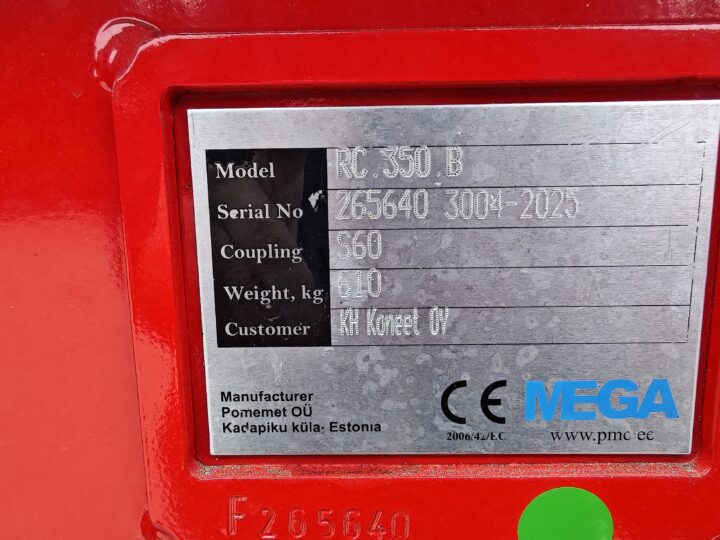 Model RC.350.B
Serial No 265640 3004-2025
Coupling S60
Weight, kg 610
Customer KH Koneet OY
Manufacturer
Pomemet OÜ
Kadapiku küla, Estonia
CE MEGA
2006/42/EC www.pmc.ee
F265640